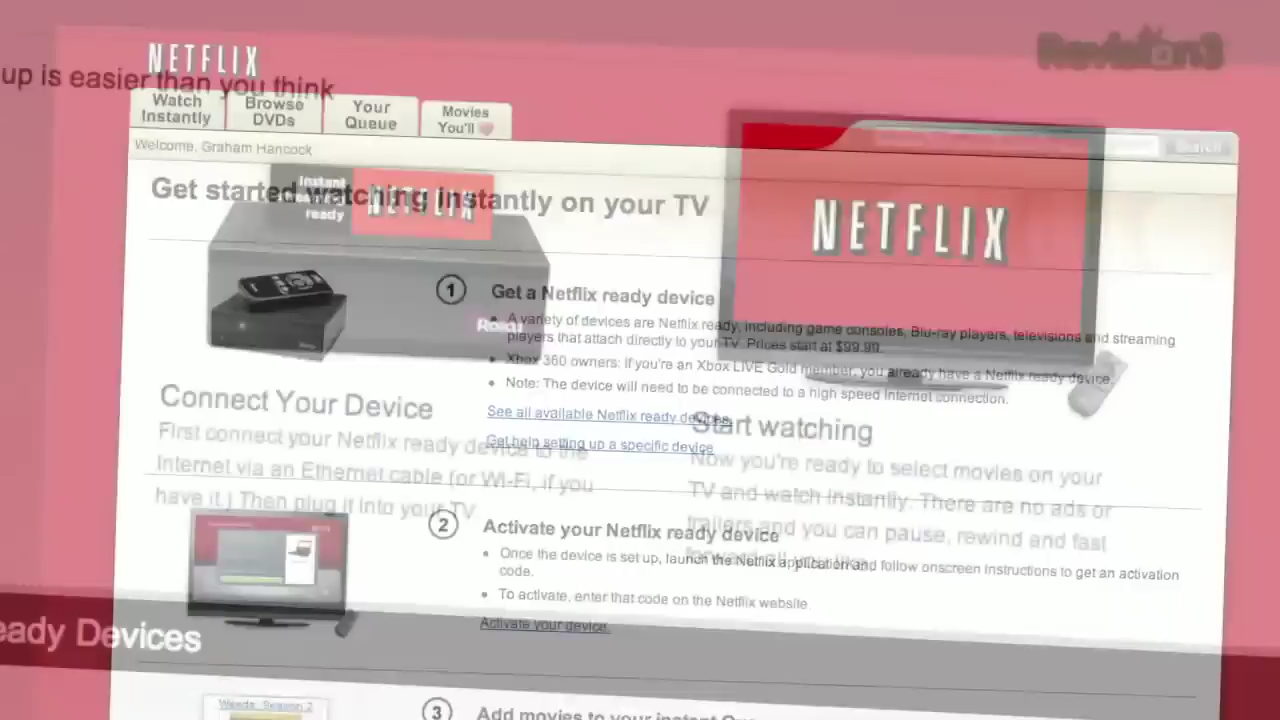 NETFLIX
Revision3
up is easier than you think
Watch Instantly
Browse DVDs
Your Queue
Movies You'll
Search
Welcome, Graham Hancock
Get started watching instantly on your TV
Instant
ready
NETFLIX
NETFLIX
Roku
1
Get a Netflix ready device
A variety of devices are Netflix ready, including game consoles, Blu-ray players, televisions and streaming
players that attach directly to your TV. Prices start at $99.99.
Xbox 360 owners: if you're an Xbox LIVE Gold member, you already have a Netflix ready device.
Note: The device will need to be connected to a high speed Internet connection.
See all available Netflix ready devices.
Get help setting up a specific device
Connect Your Device
First connect your Netflix ready device to the
Internet via an Ethernet cable (or Wi-Fi, if you
have it.) Then plug it into your TV.
Start watching
Now you're ready to select movies on your
TV and watch instantly. There are no ads or
trailers and you can pause, rewind and fast
2
Activate your Netflix ready device
Once the device is set up, launch the Netflix application and follow onscreen instructions to get an activation
code.
To activate, enter that code on the Netflix website.
Activate your device.
eady Devices
Weeds: Season 2
3
Add movies to your instant